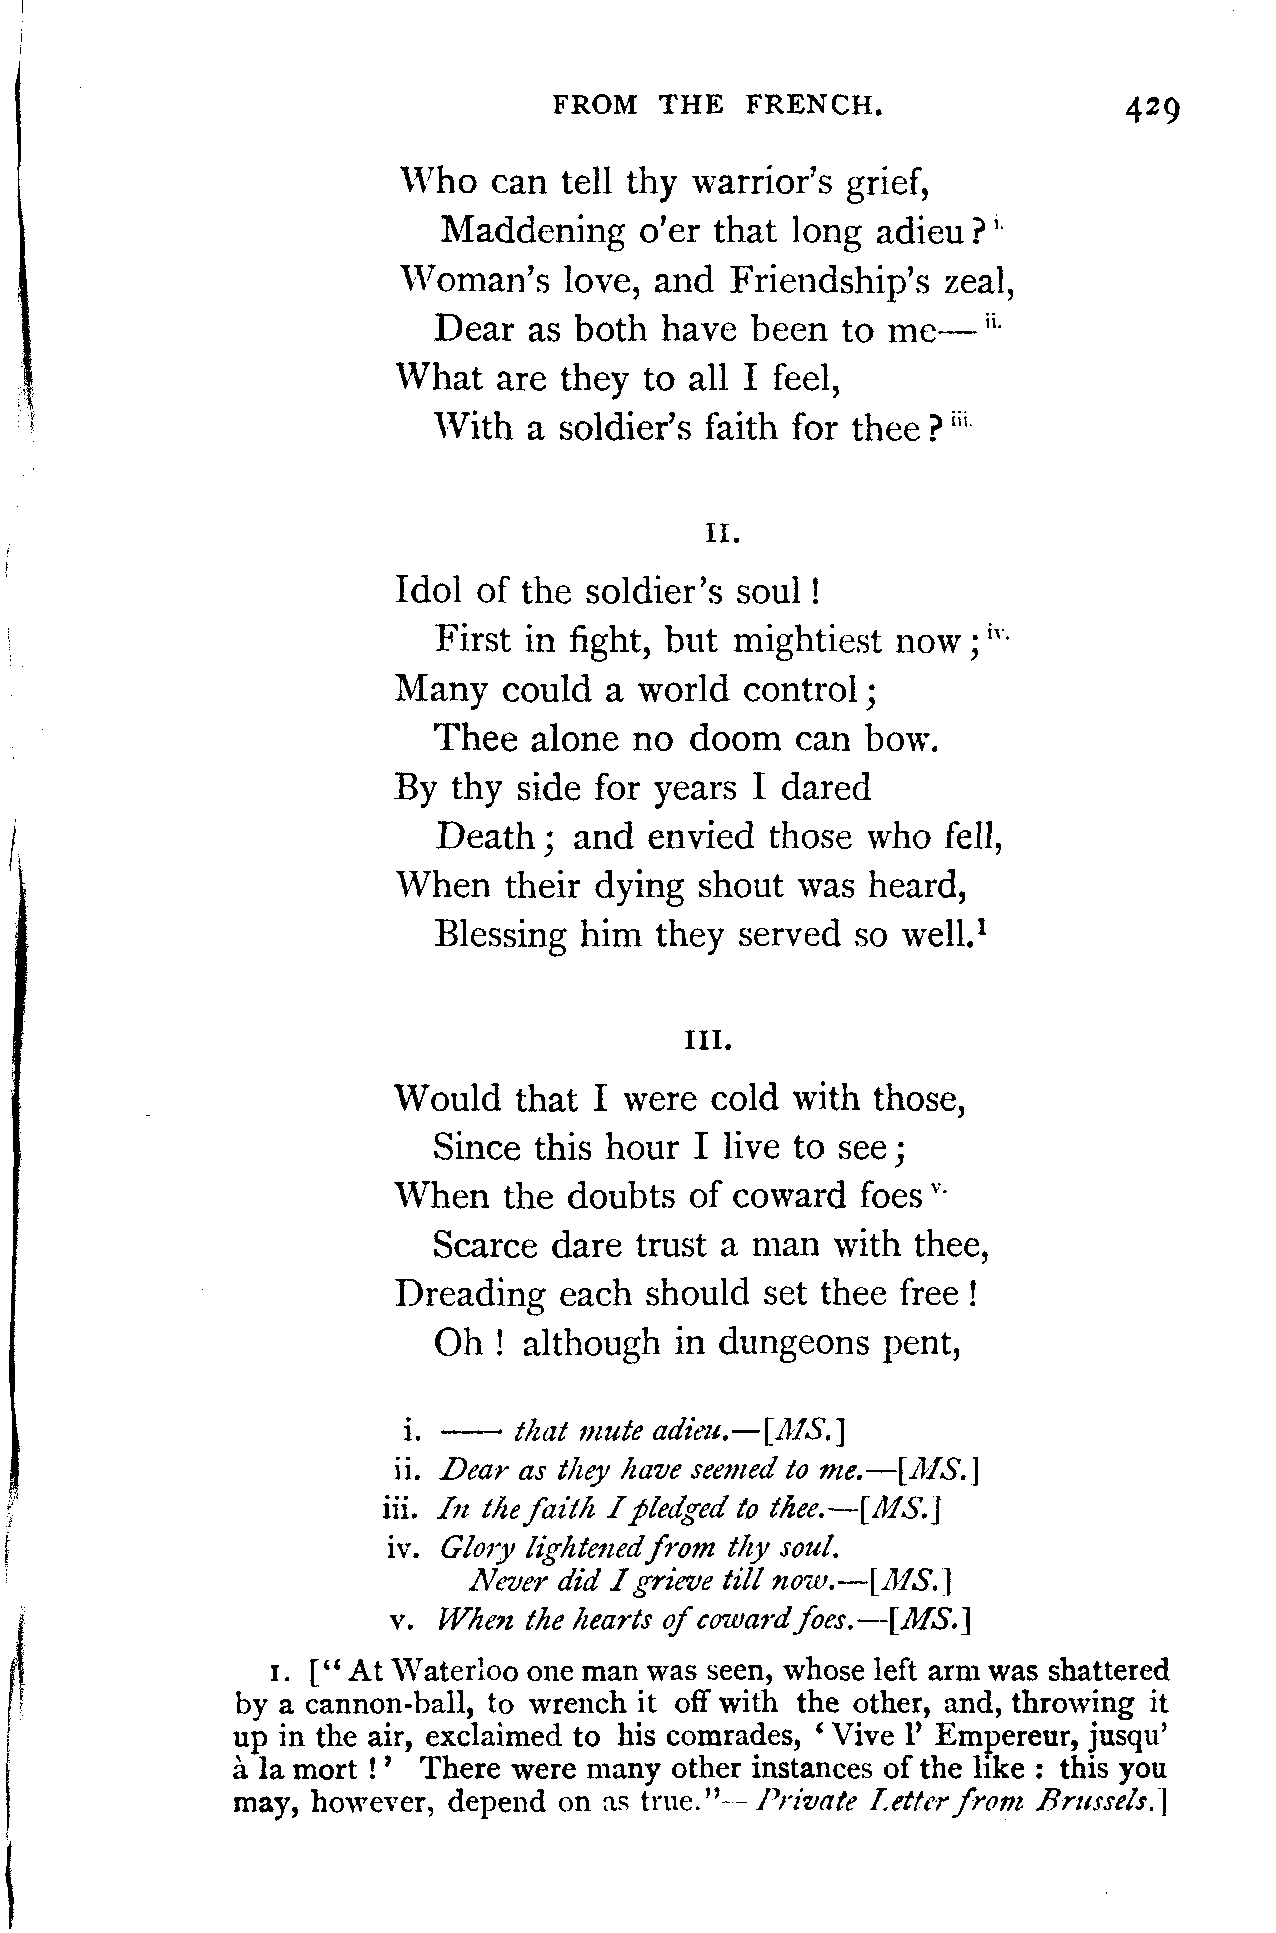 FROM THE FRENCH. 429
Who can tell thy warrior's grief,
Maddening o'er that long adieu? i.
Woman's love, and Friendship's zeal,
Dear as both have been to me— ii.
What are they to all I feel,
With a soldier's faith for thee? iii.
II.
Idol of the soldier's soul!
First in fight, but mightiest now; iv.
Many could a world control;
Thee alone no doom can bow.
By thy side for years I dared
Death; and envied those who fell,
When their dying shout was heard,
Blessing him they served so well.¹
III.
Would that I were cold with those,
Since this hour I live to see;
When the doubts of coward foes v.
Scarce dare trust a man with thee,
Dreading each should set thee free!
Oh! although in dungeons pent,
i. —— that mute adieu.—[MS.]
ii. Dear as they have seemed to me.—[MS.]
iii. In the faith I pledged to thee.—[MS.]
iv. Glory lightened from thy soul.
Never did I grieve till now.—[MS.]
v. When the hearts of coward foes.—[MS.]
1. ["At Waterloo one man was seen, whose left arm was shattered
by a cannon-ball, to wrench it off with the other, and, throwing it
up in the air, exclaimed to his comrades, 'Vive l' Empereur, jusqu'
à la mort!' There were many other instances of the like: this you
may, however, depend on as true."—Private Letter from Brussels.]